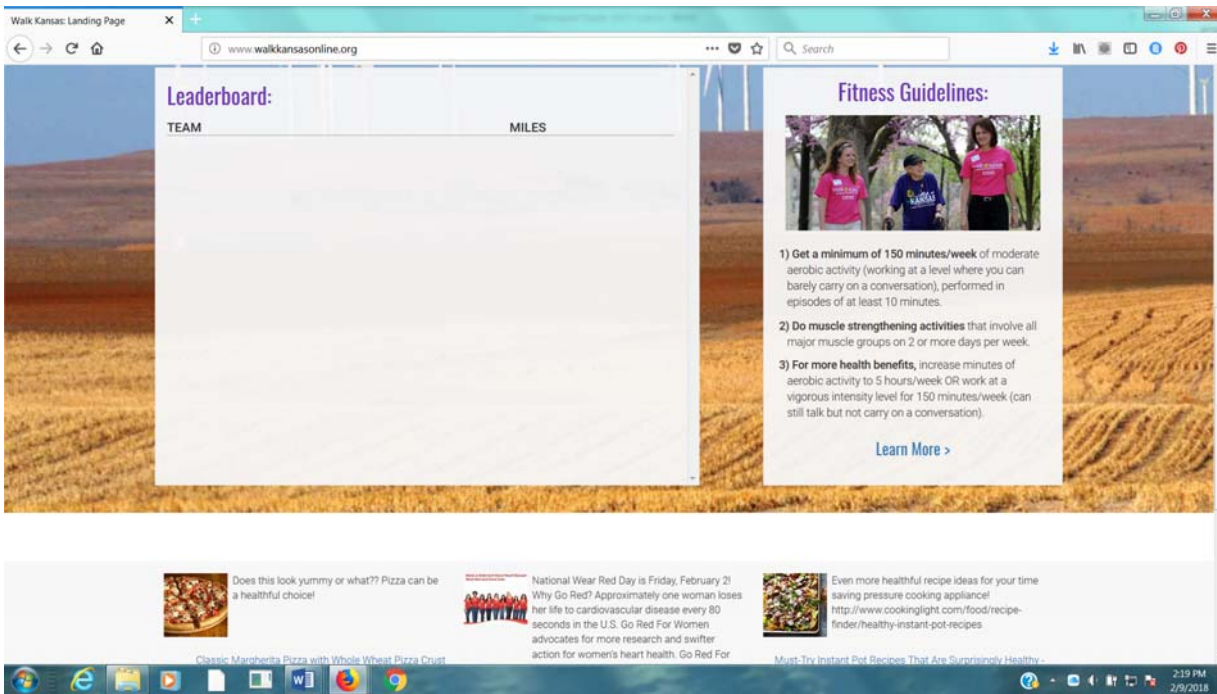 Walk Kansas: Landing Page
www.walkkansasonline.org
Search
Leaderboard:
TEAM MILES
Fitness Guidelines:
1) Get a minimum of 150 minutes/week of moderate
aerobic activity (working at a level where you can
barely carry on a conversation), performed in
episodes of at least 10 minutes.
2) Do muscle strengthening activities that involve all
major muscle groups on 2 or more days per week.
3) For more health benefits, increase minutes of
aerobic activity to 5 hours/week OR work at a
vigorous intensity level for 150 minutes/week (can
still talk but not carry on a conversation).
Learn More >
Does this look yummy or what?? Pizza can be
a healthful choice!
Classic Margherita Pizza with Whole Wheat Pizza Crust
National Wear Red Day is Friday, February 2!
Why Go Red? Approximately one woman loses
her life to cardiovascular disease every 80
seconds in the U.S. Go Red For Women
advocates for more research and swifter
action for women's heart health. Go Red For
Even more healthful recipe ideas for your time
saving pressure cooking appliance!
http://www.cookinglight.com/food/recipe-
finder/healthy-instant-pot-recipes
Must-Try Instant Pot Recipes That Are Surprisingly Healthy -
2:19 PM
2/9/2018